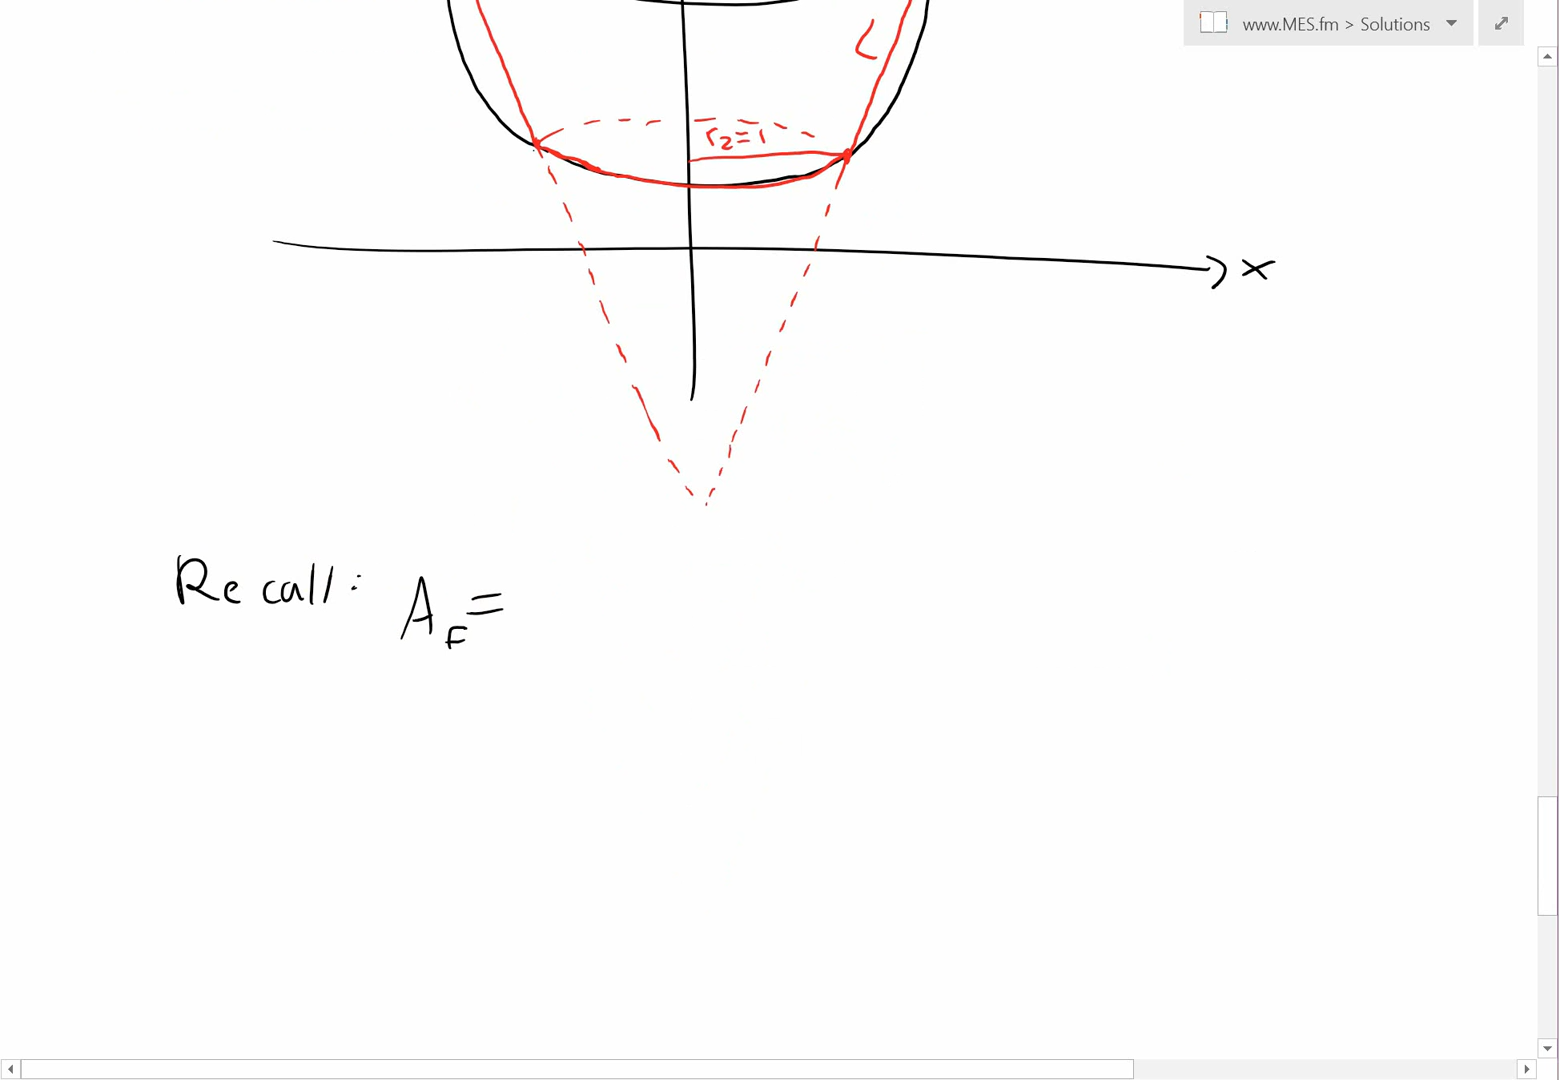 www.MES.fm > Solutions
L
r₂=1
x
Recall: A_F=